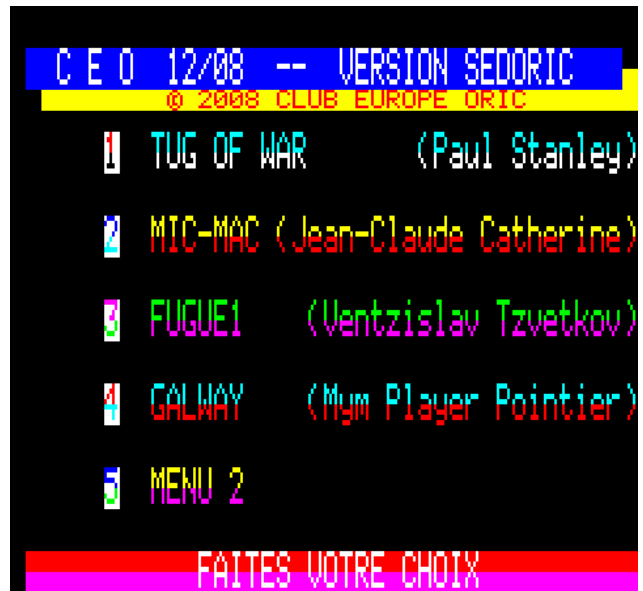 C E O 12/08 -- VERSION SEDORIC
© 2008 CLUB EUROPE ORIC
1 TUG OF WAR (Paul Stanley)
2 MIC-MAC (Jean-Claude Catherine)
3 FUGUE1 (Ventzislav Tzvetkov)
4 GALWAY (Mym Player Pointier)
5 MENU 2
FAITES VOTRE CHOIX